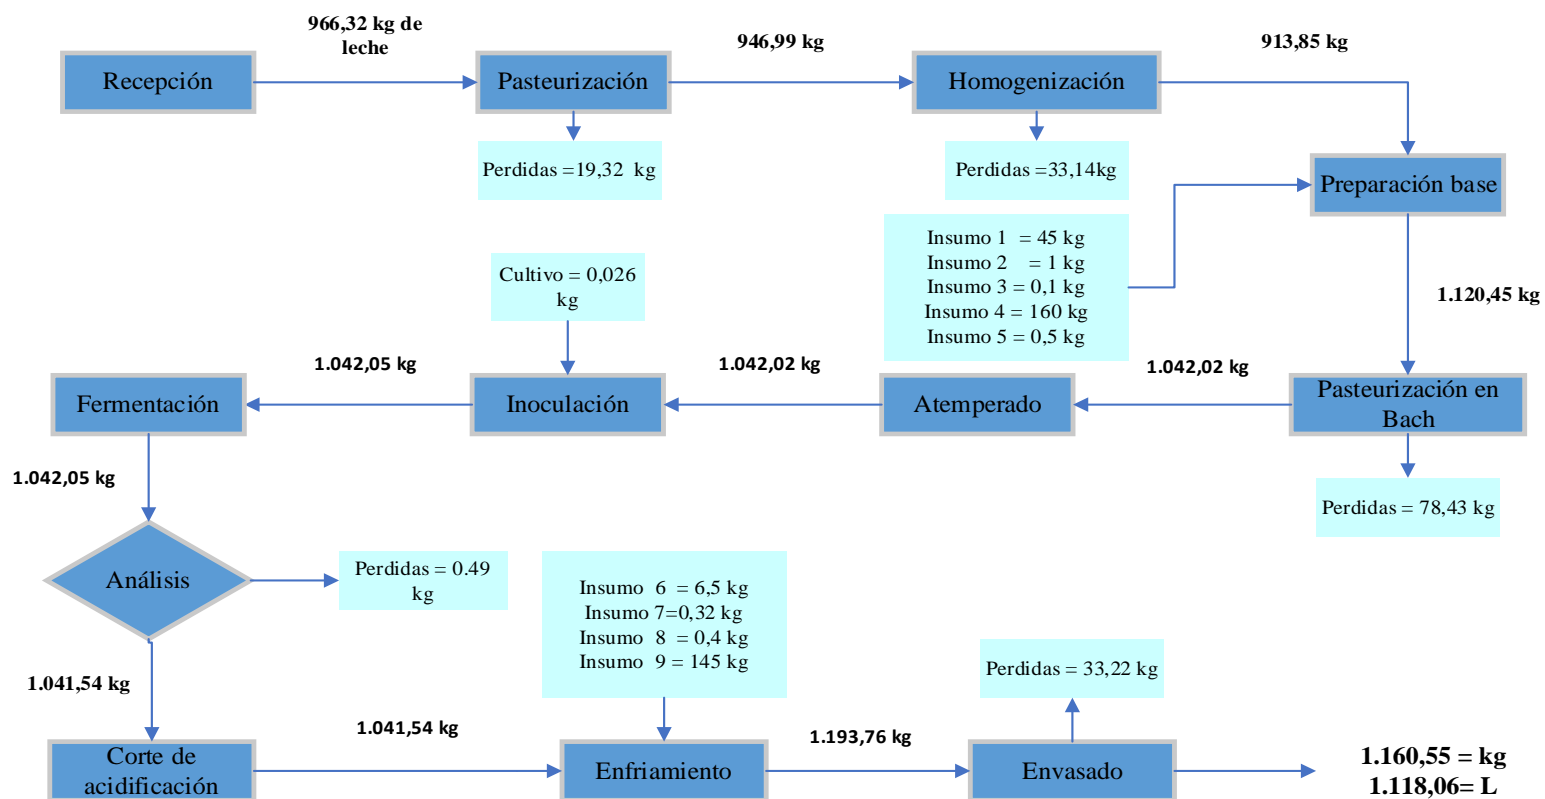 966,32 kg de
leche
946,99 kg
913,85 kg
Recepción
Pasteurización
Homogenización
Perdidas =19,32 kg
Perdidas =33,14kg
Preparación base
Insumo 1 = 45 kg
Insumo 2 = 1 kg
Insumo 3 = 0,1 kg
Insumo 4 = 160 kg
Insumo 5 = 0,5 kg
Cultivo = 0,026
kg
1.120,45 kg
1.042,05 kg
1.042,02 kg
1.042,02 kg
Fermentación
Inoculación
Atemperado
Pasteurización en
Bach
1.042,05 kg
Perdidas = 78,43 kg
Análisis
Perdidas = 0.49
kg
Insumo 6 = 6,5 kg
Insumo 7=0,32 kg
Insumo 8 = 0,4 kg
Insumo 9 = 145 kg
Perdidas = 33,22 kg
1.041,54 kg
1.041,54 kg
1.193,76 kg
Corte de
acidificación
Enfriamiento
Envasado
1.160,55 = kg
1.118,06= L